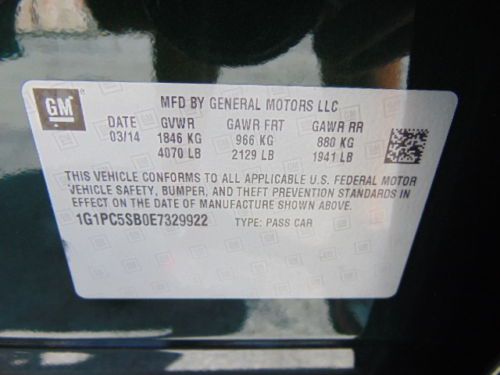 GM
MFD BY GENERAL MOTORS LLC
DATE GVWR GAWR FRT GAWR RR
03/14 1846 KG 966 KG 880 KG
4070 LB 2129 LB 1941 LB
THIS VEHICLE CONFORMS TO ALL APPLICABLE U.S. FEDERAL MOTOR
VEHICLE SAFETY, BUMPER, AND THEFT PREVENTION STANDARDS IN
EFFECT ON THE DATE OF MANUFACTURE SHOWN ABOVE.
1G1PC5SB0E7329922 TYPE: PASS CAR